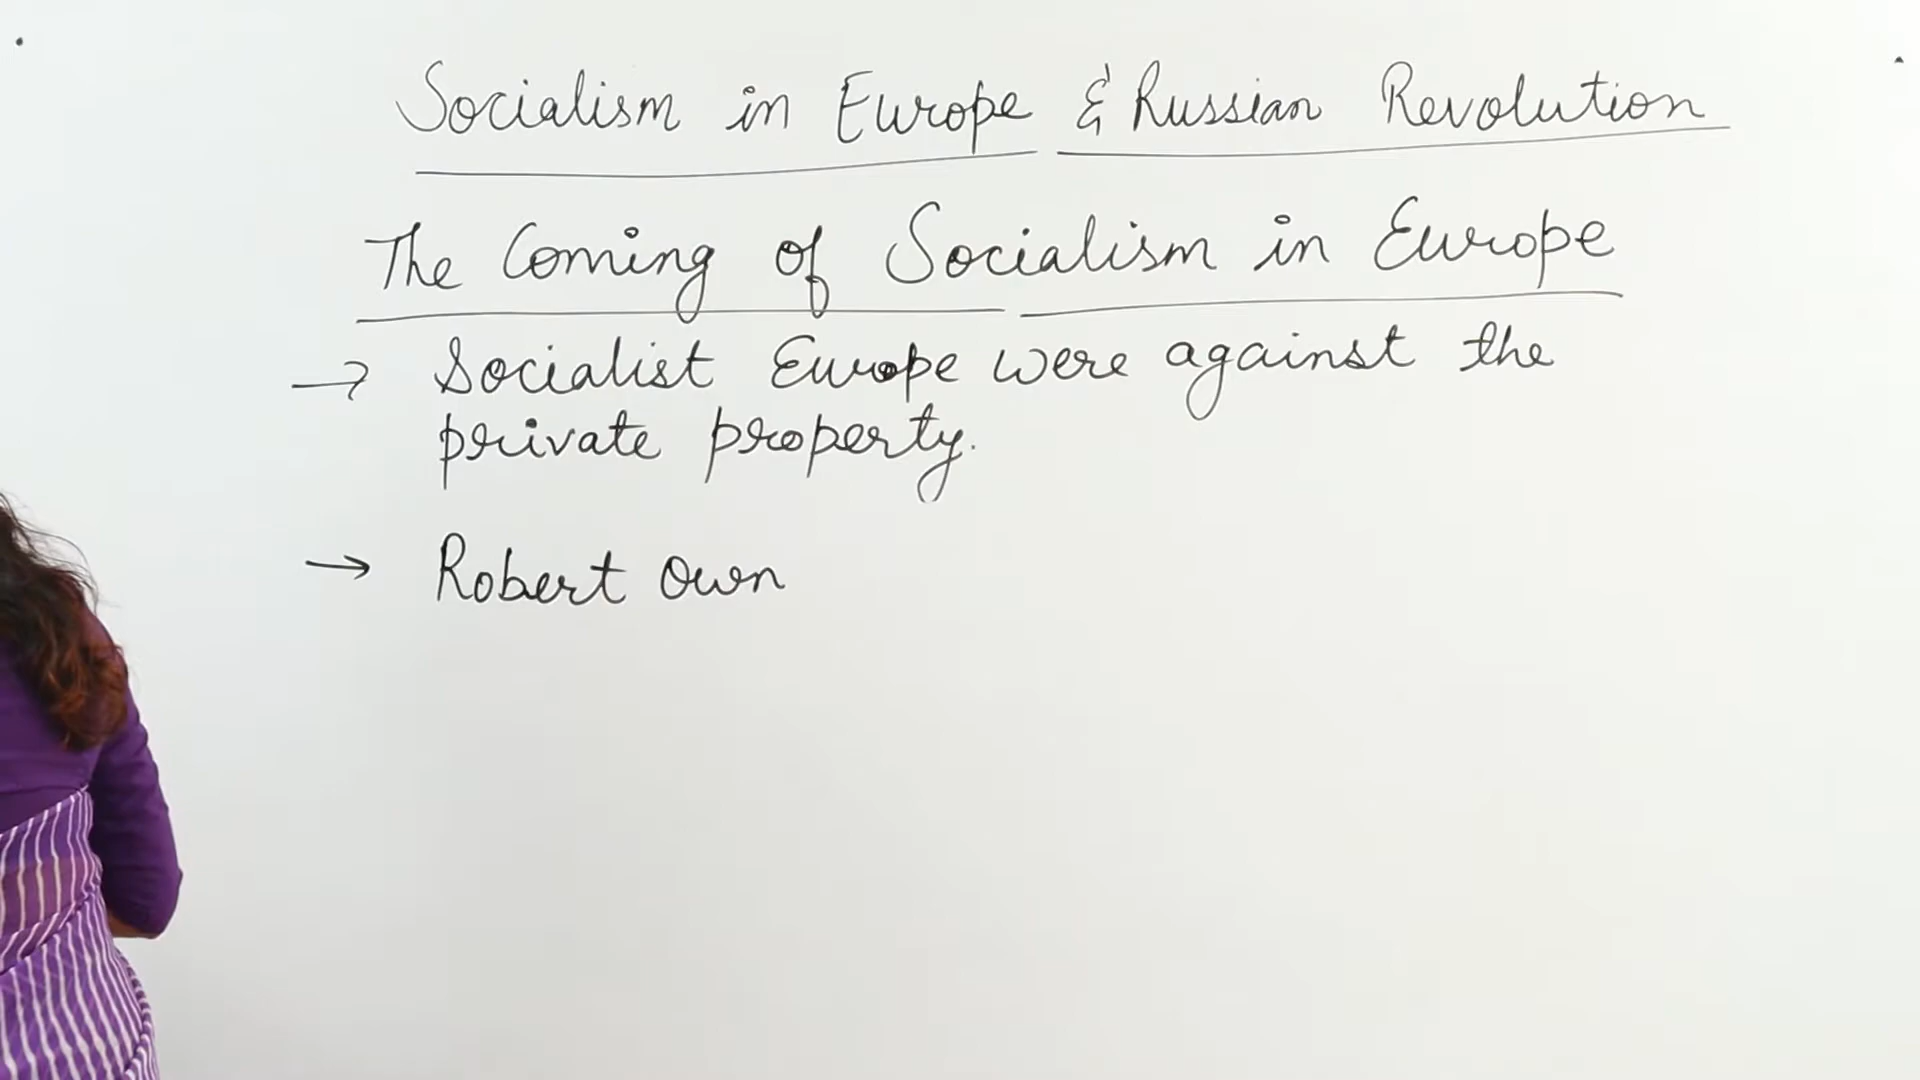 Socialism in Europe & Russian Revolution
The Coming of Socialism in Europe
→ Socialist Europe were against the
private property.
→ Robert Own